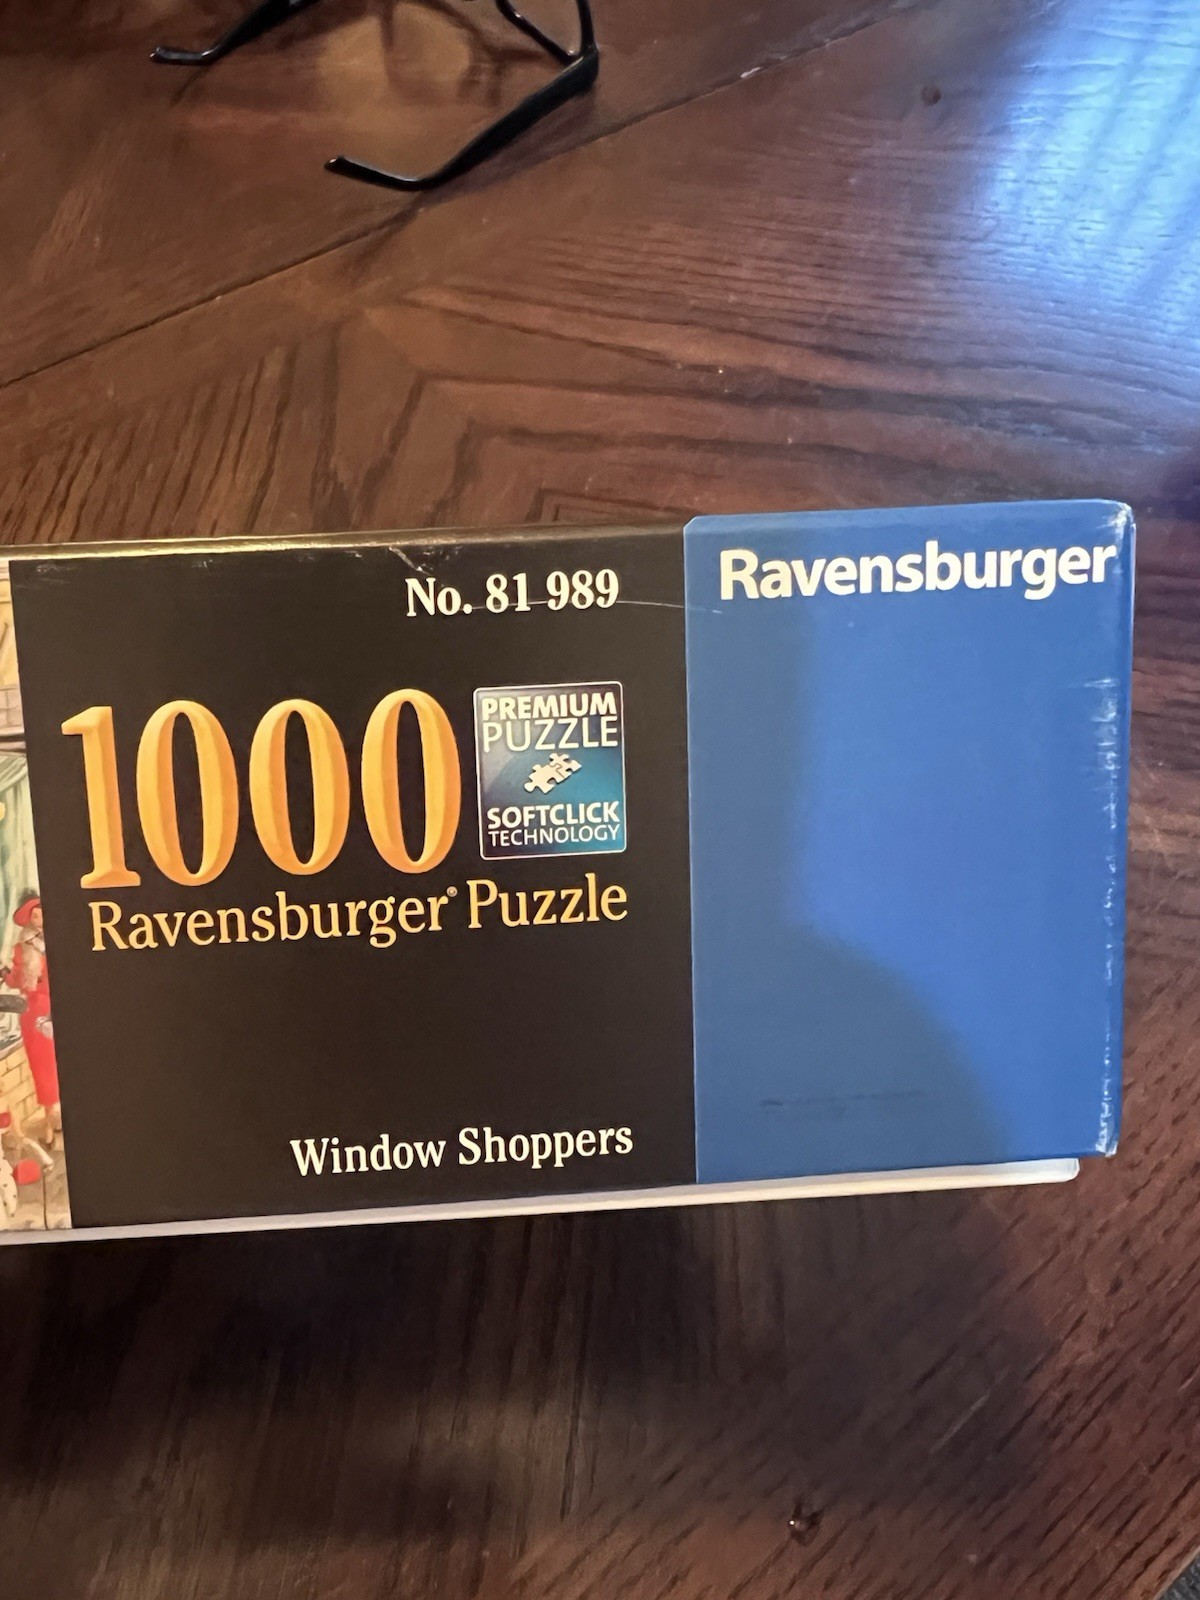 No. 81 989
Ravensburger
1000
PREMIUM
PUZZLE
SOFTCLICK
TECHNOLOGY
Ravensburger® Puzzle
Window Shoppers